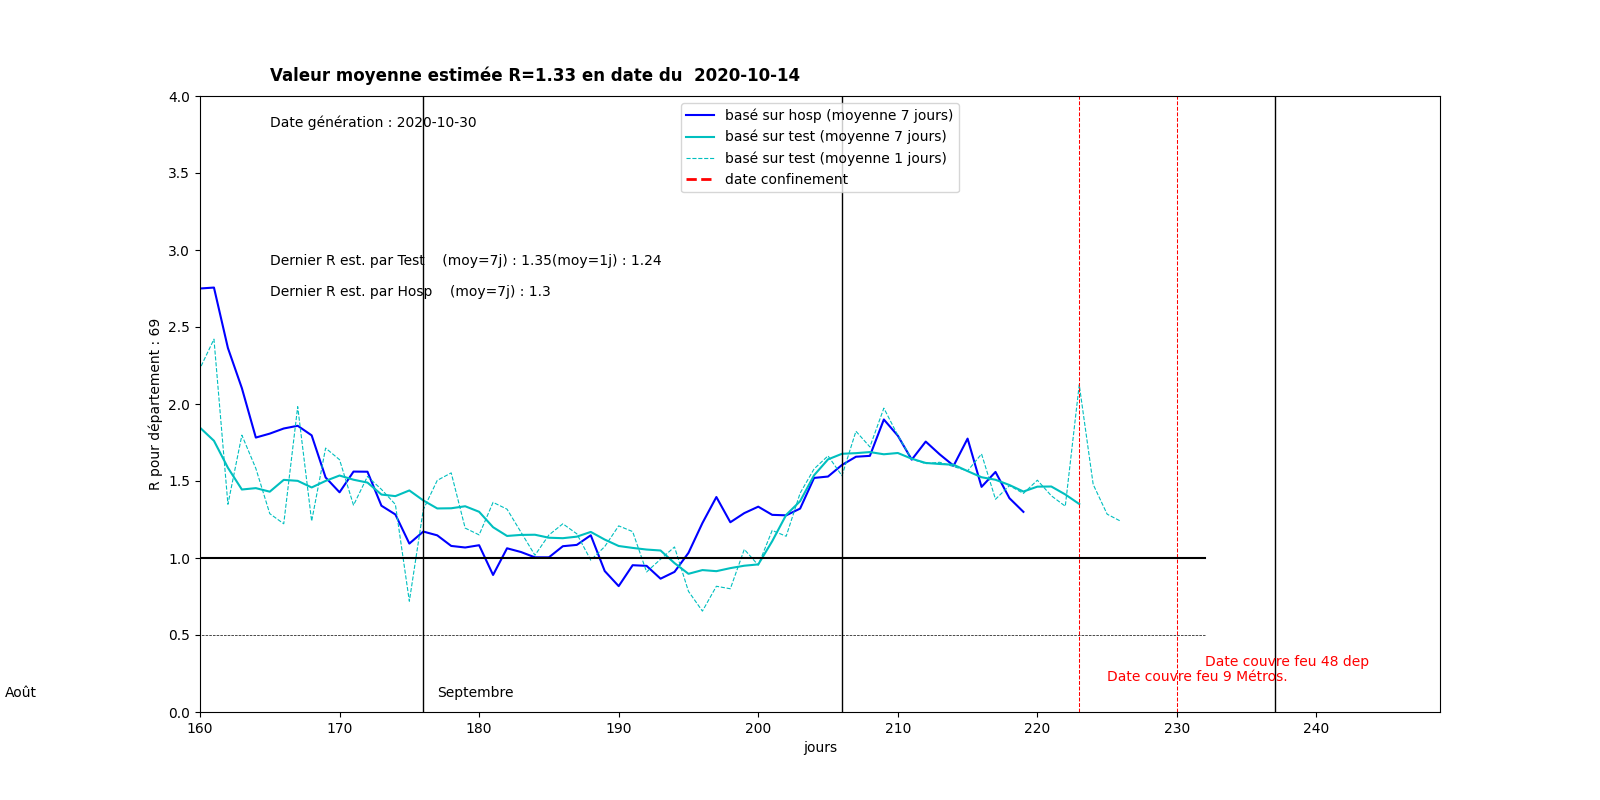 Valeur moyenne estimée R=1.33 en date du  2020-10-14
4.0
Date génération : 2020-10-30
basé sur hosp (moyenne 7 jours)
basé sur test (moyenne 7 jours)
basé sur test (moyenne 1 jours)
date confinement
3.5
3.0
Dernier R est. par Test    (moy=7j) : 1.35(moy=1j) : 1.24
Dernier R est. par Hosp    (moy=7j) : 1.3
2.5
R pour département : 69
2.0
1.5
1.0
0.5
Date couvre feu 48 dep
Date couvre feu 9 Métros.
Août
Septembre
0.0
160 170 180 190 200 210 220 230 240
jours